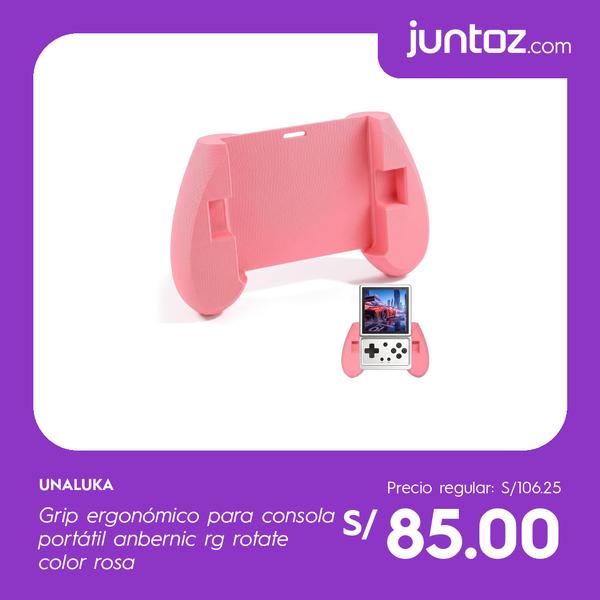 juntoz.com
UNALUKA
Grip ergonómico para consola
portátil anbernic rg rotate
color rosa
Precio regular: S/106.25
S/ 85.00